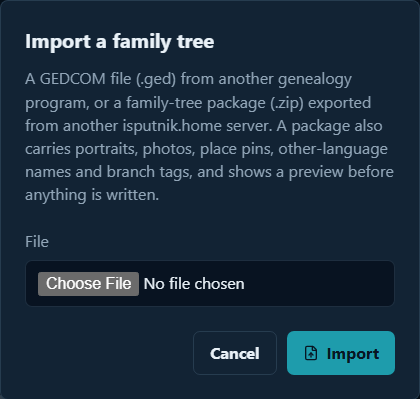 Import a family tree
A GEDCOM file (.ged) from another genealogy
program, or a family-tree package (.zip) exported
from another isputnik.home server. A package also
carries portraits, photos, place pins, other-language
names and branch tags, and shows a preview before
anything is written.
File
Choose File No file chosen
Cancel
Import